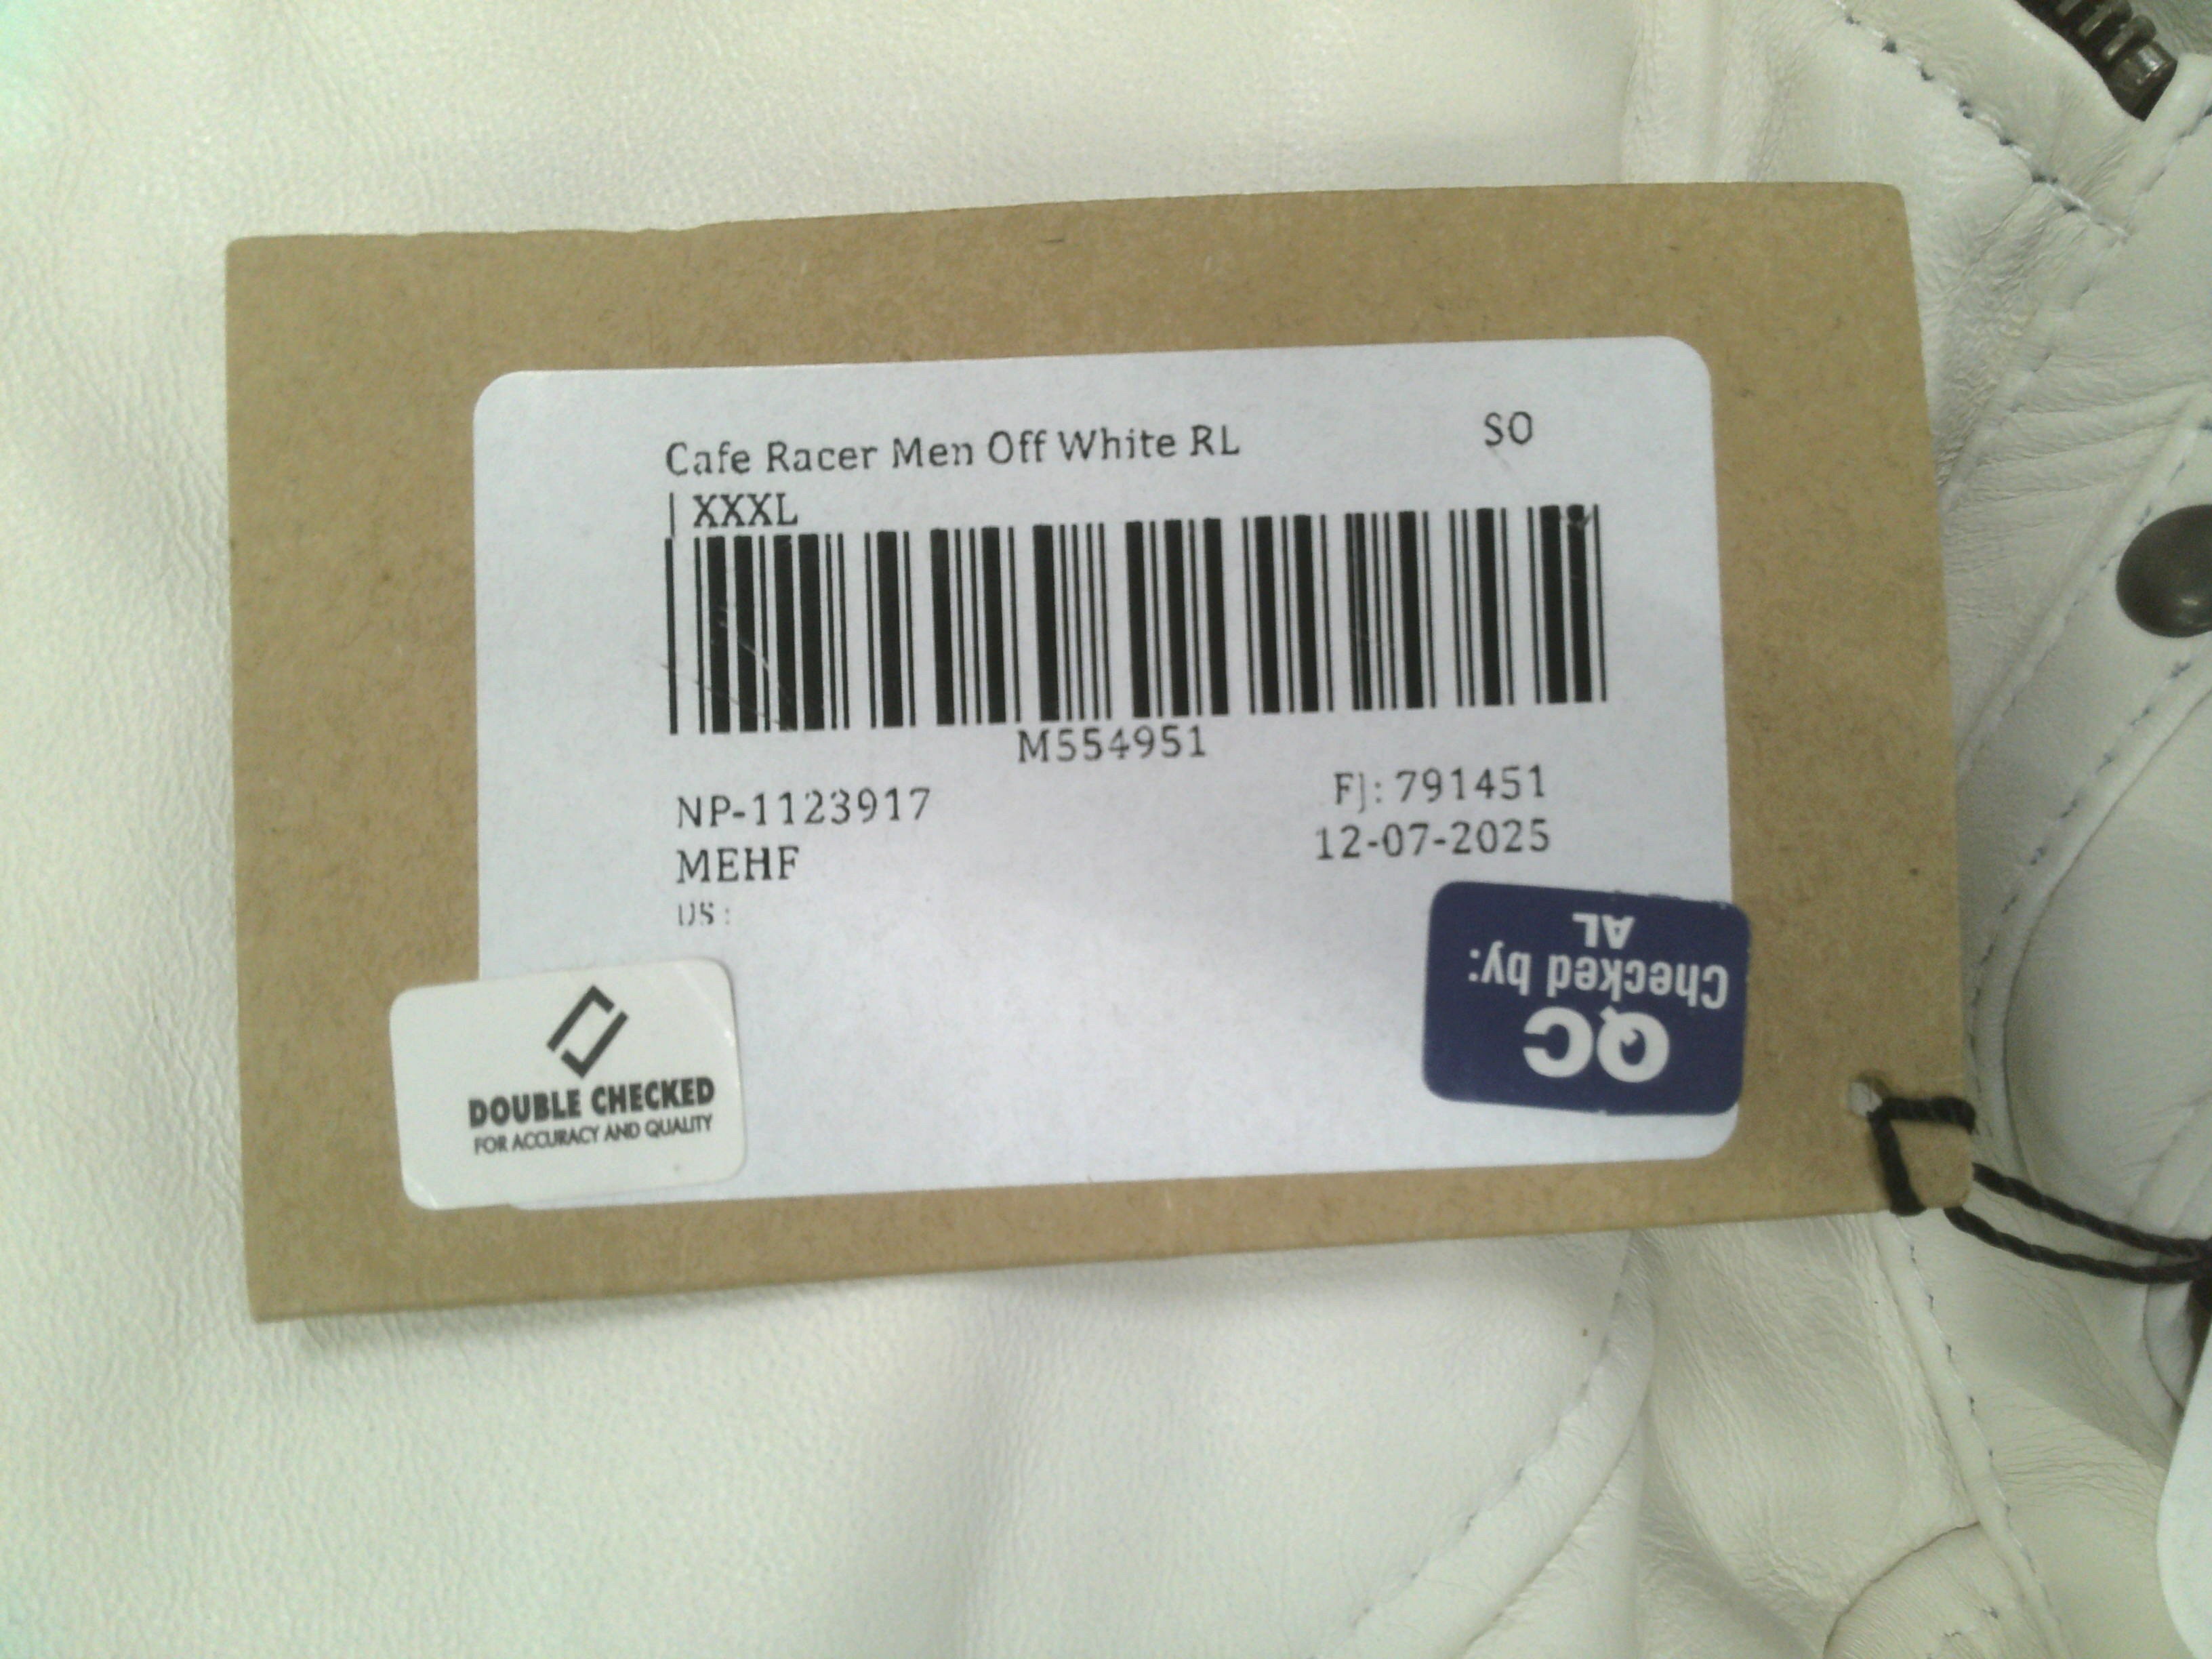 Cafe Racer Men Off White RL SO
| XXXL
M554951
NP-1123917 FJ: 791451
MEHF 12-07-2025
US :
QC
Checked by:
AL
DOUBLE CHECKED
FOR ACCURACY AND QUALITY